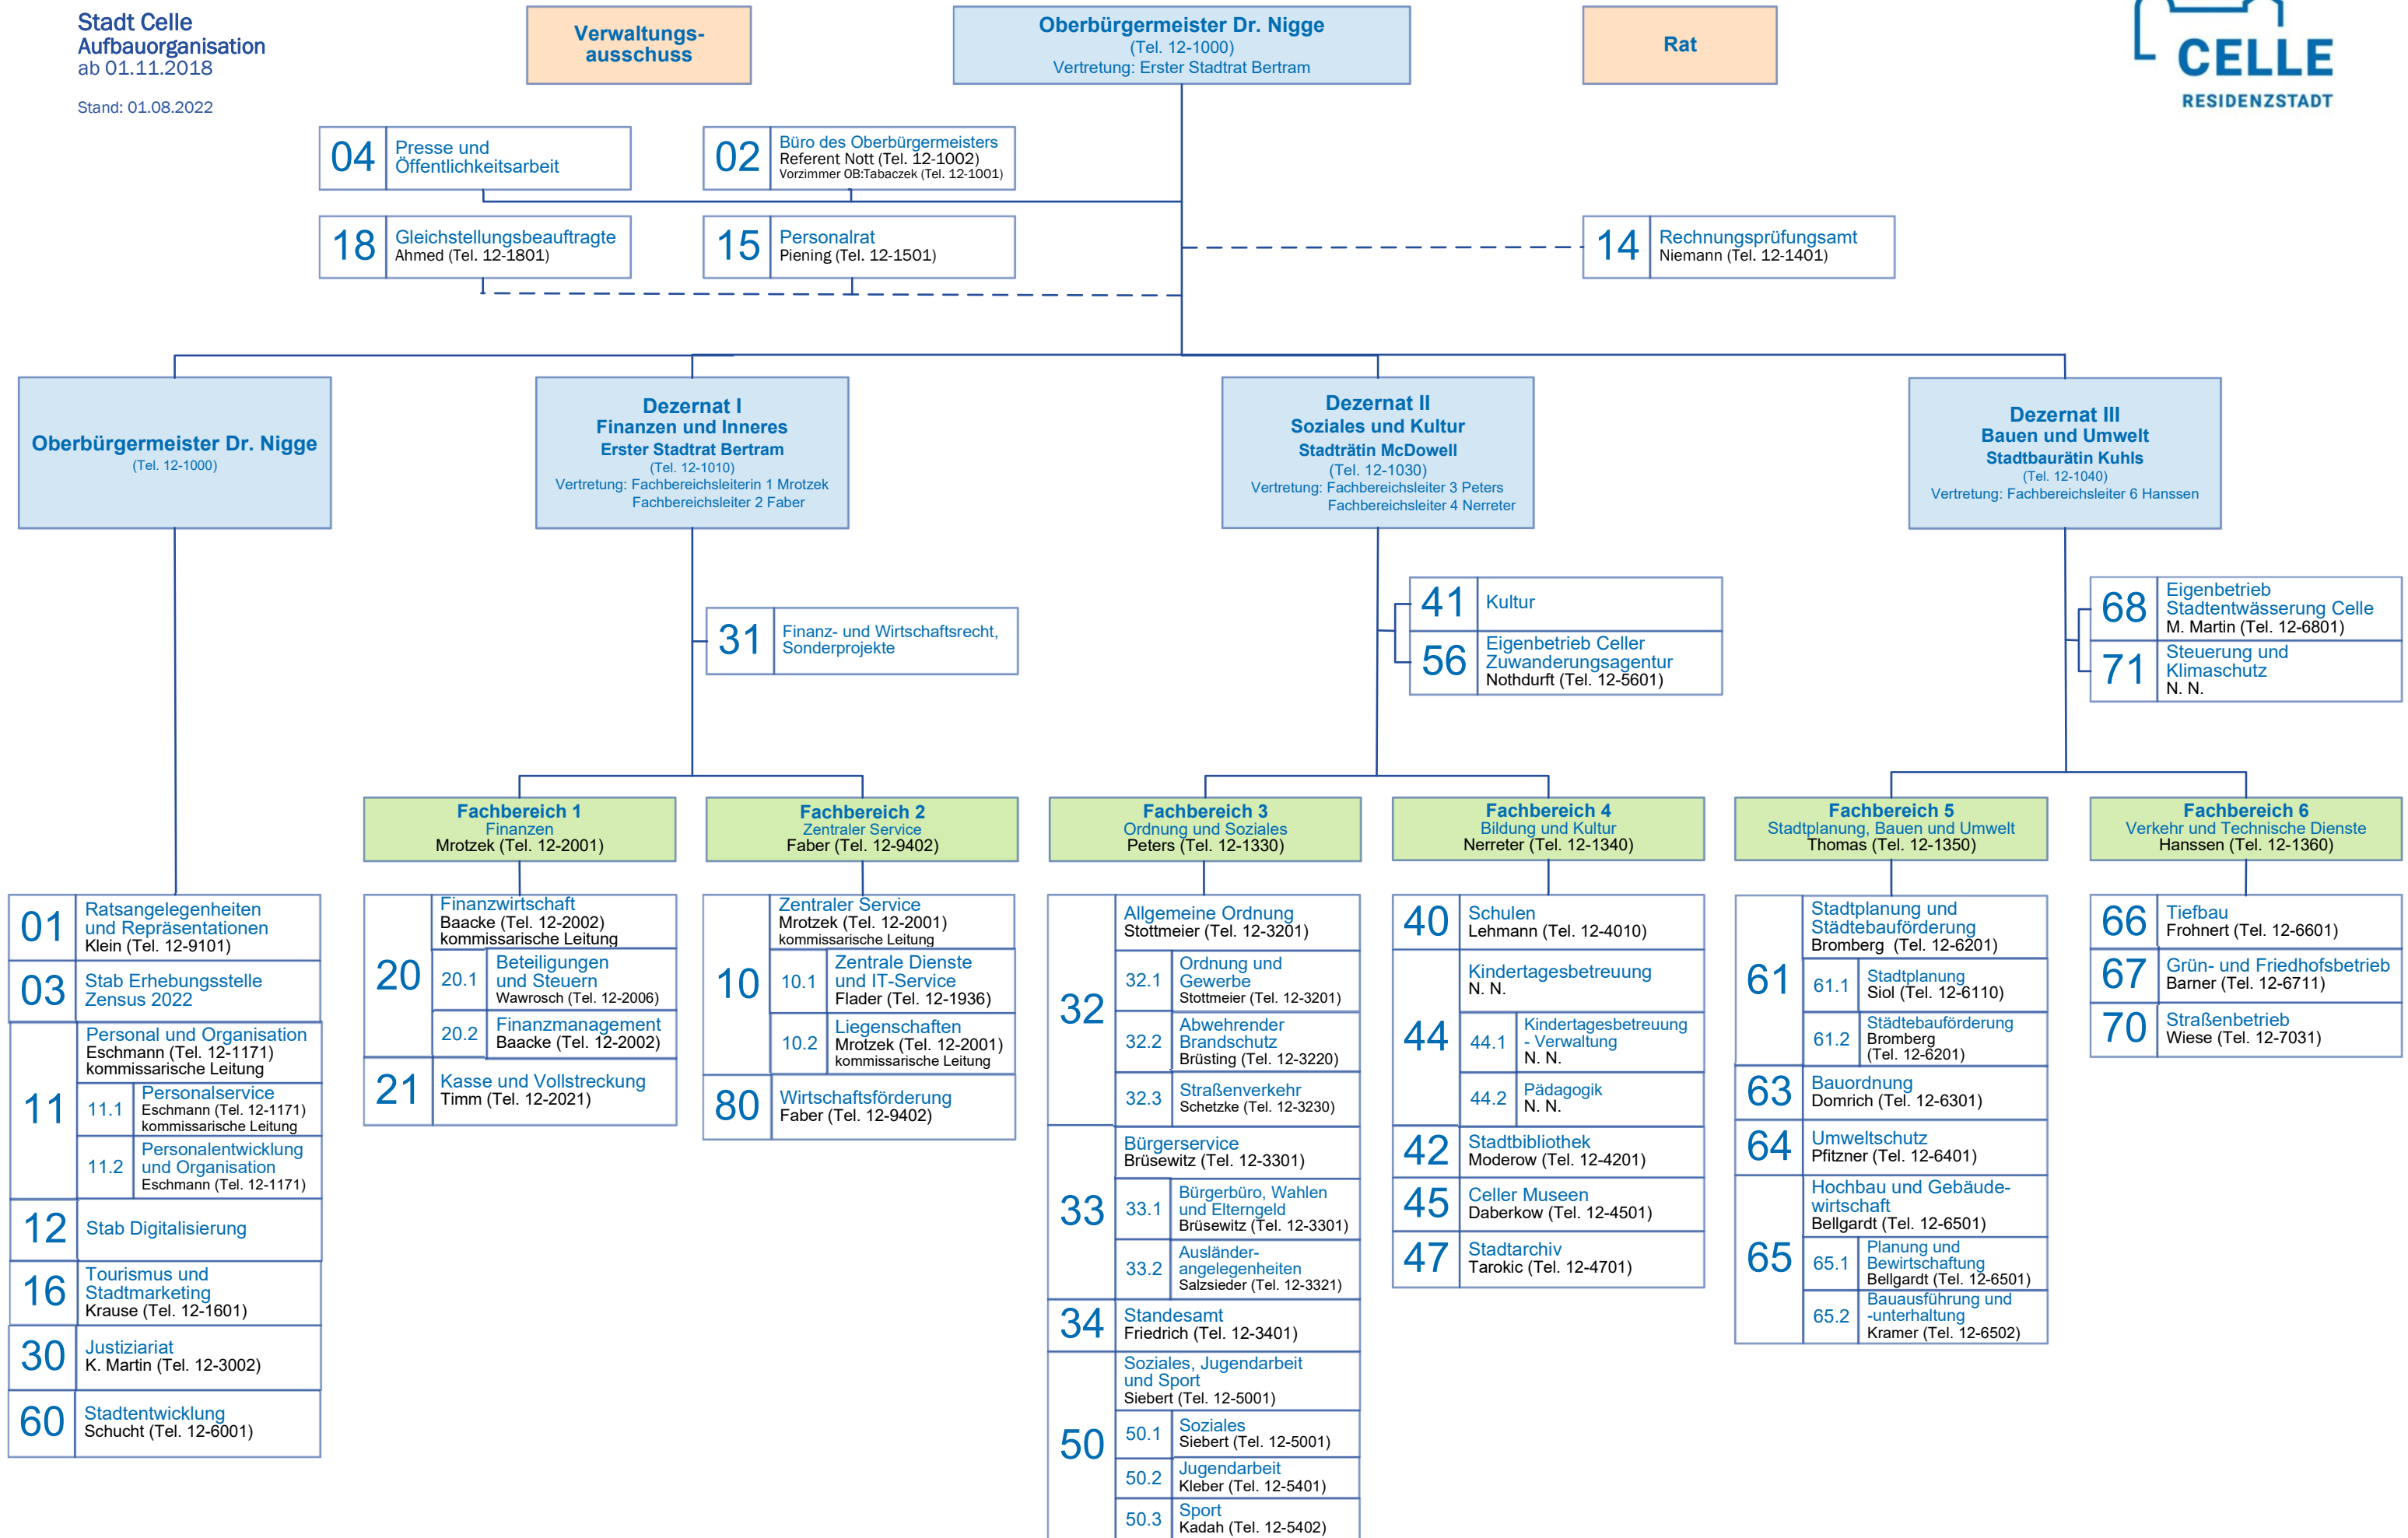 Stadt Celle
Aufbauorganisation
ab 01.11.2018
Stand: 01.08.2022
Verwaltungs-
ausschuss
Oberbürgermeister Dr. Nigge
(Tel. 12-1000)
Vertretung: Erster Stadtrat Bertram
Rat
CELLE
RESIDENZSTADT
04
Presse und
Öffentlichkeitsarbeit
02
Büro des Oberbürgermeisters
Referent Nott (Tel. 12-1002)
Vorzimmer OB:Tabaczek (Tel. 12-1001)
18
Gleichstellungsbeauftragte
Ahmed (Tel. 12-1801)
15
Personalrat
Piening (Tel. 12-1501)
14
Rechnungsprüfungsamt
Niemann (Tel. 12-1401)
Oberbürgermeister Dr. Nigge
(Tel. 12-1000)
Dezernat I
Finanzen und Inneres
Erster Stadtrat Bertram
(Tel. 12-1010)
Vertretung: Fachbereichsleiterin 1 Mrotzek
Fachbereichsleiter 2 Faber
Dezernat II
Soziales und Kultur
Stadträtin McDowell
(Tel. 12-1030)
Vertretung: Fachbereichsleiter 3 Peters
Fachbereichsleiter 4 Nerreter
Dezernat III
Bauen und Umwelt
Stadtbaurätin Kuhls
(Tel. 12-1040)
Vertretung: Fachbereichsleiter 6 Hanssen
31
Finanz- und Wirtschaftsrecht,
Sonderprojekte
41
Kultur
56
Eigenbetrieb Celler
Zuwanderungsagentur
Nothdurft (Tel. 12-5601)
68
Eigenbetrieb
Stadtentwässerung Celle
M. Martin (Tel. 12-6801)
71
Steuerung und
Klimaschutz
N. N.
01
Ratsangelegenheiten
und Repräsentationen
Klein (Tel. 12-9101)
03
Stab Erhebungsstelle
Zensus 2022
11
Personal und Organisation
Eschmann (Tel. 12-1171)
kommissarische Leitung
11.1
Personalservice
Eschmann (Tel. 12-1171)
kommissarische Leitung
11.2
Personalentwicklung
und Organisation
Eschmann (Tel. 12-1171)
12
Stab Digitalisierung
16
Tourismus und
Stadtmarketing
Krause (Tel. 12-1601)
30
Justiziariat
K. Martin (Tel. 12-3002)
60
Stadtentwicklung
Schucht (Tel. 12-6001)
Fachbereich 1
Finanzen
Mrotzek (Tel. 12-2001)
20
Finanzwirtschaft
Baacke (Tel. 12-2002)
kommissarische Leitung
20.1
Beteiligungen
und Steuern
Wawrosch (Tel. 12-2006)
20.2
Finanzmanagement
Baacke (Tel. 12-2002)
21
Kasse und Vollstreckung
Timm (Tel. 12-2021)
Fachbereich 2
Zentraler Service
Faber (Tel. 12-9402)
10
Zentraler Service
Mrotzek (Tel. 12-2001)
kommissarische Leitung
10.1
Zentrale Dienste
und IT-Service
Flader (Tel. 12-1936)
10.2
Liegenschaften
Mrotzek (Tel. 12-2001)
kommissarische Leitung
80
Wirtschaftsförderung
Faber (Tel. 12-9402)
Fachbereich 3
Ordnung und Soziales
Peters (Tel. 12-1330)
32
Allgemeine Ordnung
Stottmeier (Tel. 12-3201)
32.1
Ordnung und
Gewerbe
Stottmeier (Tel. 12-3201)
32.2
Abwehrender
Brandschutz
Brüsting (Tel. 12-3220)
32.3
Straßenverkehr
Schetzke (Tel. 12-3230)
33
Bürgerservice
Brüsewitz (Tel. 12-3301)
33.1
Bürgerbüro, Wahlen
und Elterngeld
Brüsewitz (Tel. 12-3301)
33.2
Ausländer-
angelegenheiten
Salzsieder (Tel. 12-3321)
34
Standesamt
Friedrich (Tel. 12-3401)
50
Soziales, Jugendarbeit
und Sport
Siebert (Tel. 12-5001)
50.1
Soziales
Siebert (Tel. 12-5001)
50.2
Jugendarbeit
Kleber (Tel. 12-5401)
50.3
Sport
Kadah (Tel. 12-5402)
Fachbereich 4
Bildung und Kultur
Nerreter (Tel. 12-1340)
40
Schulen
Lehmann (Tel. 12-4010)
44
Kindertagesbetreuung
N. N.
44.1
Kindertagesbetreuung
- Verwaltung
N. N.
44.2
Pädagogik
N. N.
42
Stadtbibliothek
Moderow (Tel. 12-4201)
45
Celler Museen
Daberkow (Tel. 12-4501)
47
Stadtarchiv
Tarokic (Tel. 12-4701)
Fachbereich 5
Stadtplanung, Bauen und Umwelt
Thomas (Tel. 12-1350)
61
Stadtplanung und
Städtebauförderung
Bromberg (Tel. 12-6201)
61.1
Stadtplanung
Siol (Tel. 12-6110)
61.2
Städtebauförderung
Bromberg
(Tel. 12-6201)
63
Bauordnung
Domrich (Tel. 12-6301)
64
Umweltschutz
Pfitzner (Tel. 12-6401)
65
Hochbau und Gebäude-
wirtschaft
Bellgardt (Tel. 12-6501)
65.1
Planung und
Bewirtschaftung
Bellgardt (Tel. 12-6501)
65.2
Bauausführung und
-unterhaltung
Kramer (Tel. 12-6502)
Fachbereich 6
Verkehr und Technische Dienste
Hanssen (Tel. 12-1360)
66
Tiefbau
Frohnert (Tel. 12-6601)
67
Grün- und Friedhofsbetrieb
Barner (Tel. 12-6711)
70
Straßenbetrieb
Wiese (Tel. 12-7031)